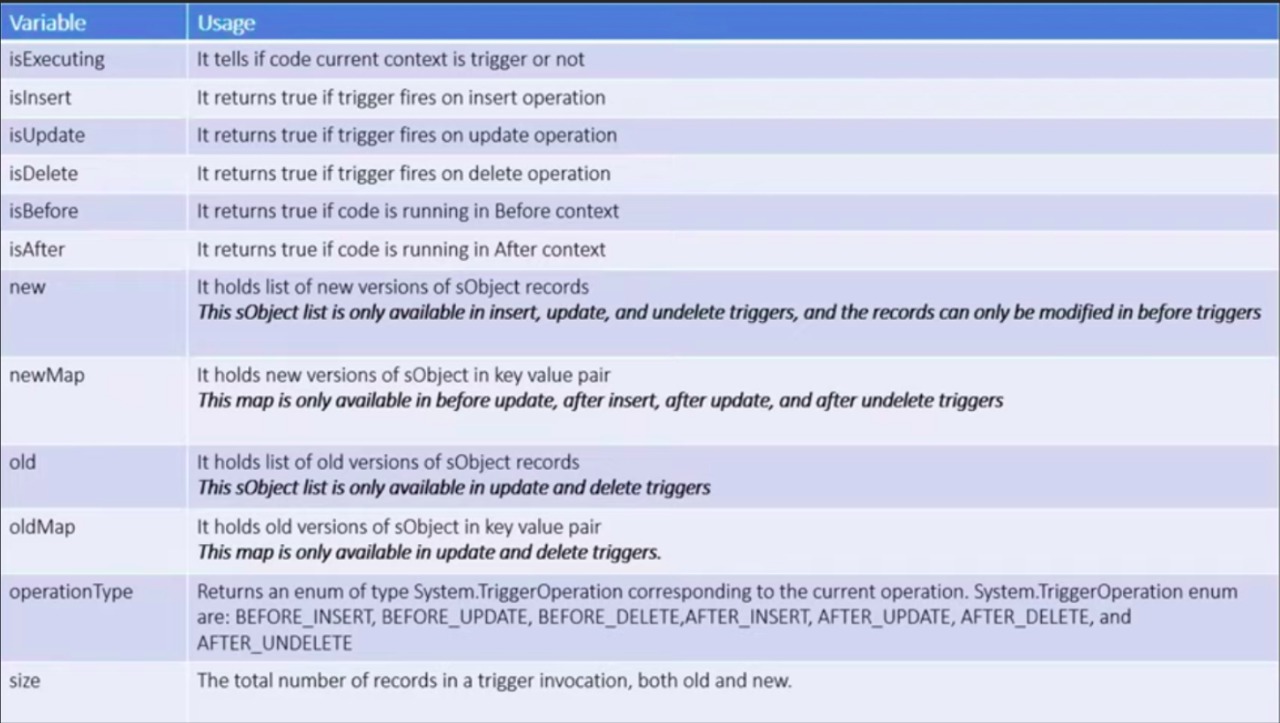 Variable Usage
isExecuting It tells if code current context is trigger or not
isInsert It returns true if trigger fires on insert operation
isUpdate It returns true if trigger fires on update operation
isDelete It returns true if trigger fires on delete operation
isBefore It returns true if code is running in Before context
isAfter It returns true if code is running in After context
new It holds list of new versions of sObject records
This sObject list is only available in insert, update, and undelete triggers, and the records can only be modified in before triggers
newMap It holds new versions of sObject in key value pair
This map is only available in before update, after insert, after update, and after undelete triggers
old It holds list of old versions of sObject records
This sObject list is only available in update and delete triggers
oldMap It holds old versions of sObject in key value pair
This map is only available in update and delete triggers.
operationType Returns an enum of type System.TriggerOperation corresponding to the current operation. System.TriggerOperation enum
are: BEFORE_INSERT, BEFORE_UPDATE, BEFORE_DELETE,AFTER_INSERT, AFTER_UPDATE, AFTER_DELETE, and
AFTER_UNDELETE
size The total number of records in a trigger invocation, both old and new.